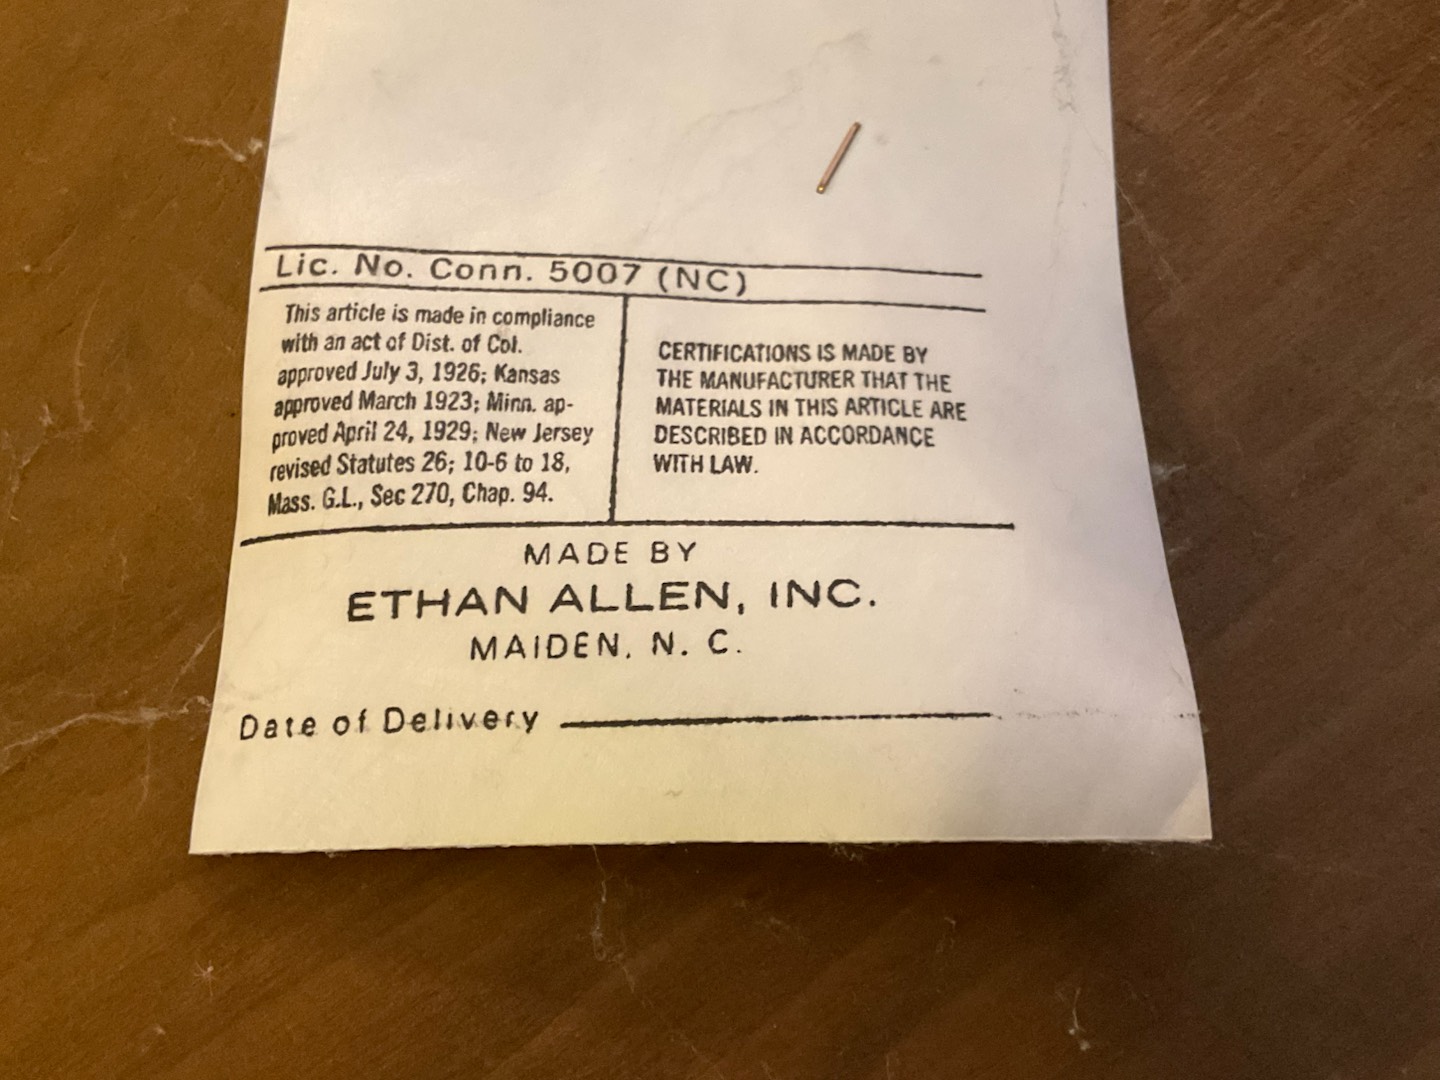 Lic. No. Conn. 5007 (NC)
This article is made in compliance
with an act of Dist. of Col.
approved July 3, 1926; Kansas
approved March 1923; Minn. ap-
proved April 24, 1929; New Jersey
revised Statutes 26; 10-6 to 18,
Mass. G.L., Sec 270, Chap. 94.
CERTIFICATIONS IS MADE BY
THE MANUFACTURER THAT THE
MATERIALS IN THIS ARTICLE ARE
DESCRIBED IN ACCORDANCE
WITH LAW.
MADE BY
ETHAN ALLEN, INC.
MAIDEN, N. C.
Date of Delivery